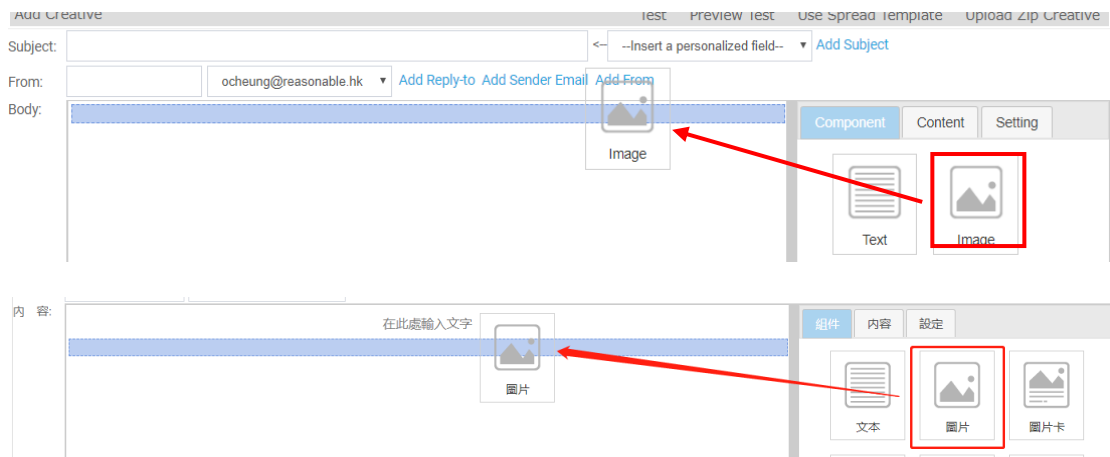 Add Creative Test Preview Test Use Spread Template Upload Zip Creative
Subject: <-- --Insert a personalized field-- ▼ Add Subject
From: ocheung@reasonable.hk ▼ Add Reply-to Add Sender Email Add From
Body:
Component Content Setting
Image
Text Image
內 容:
在此處輸入文字
組件 內容 設定
圖片
文本 圖片 圖片卡